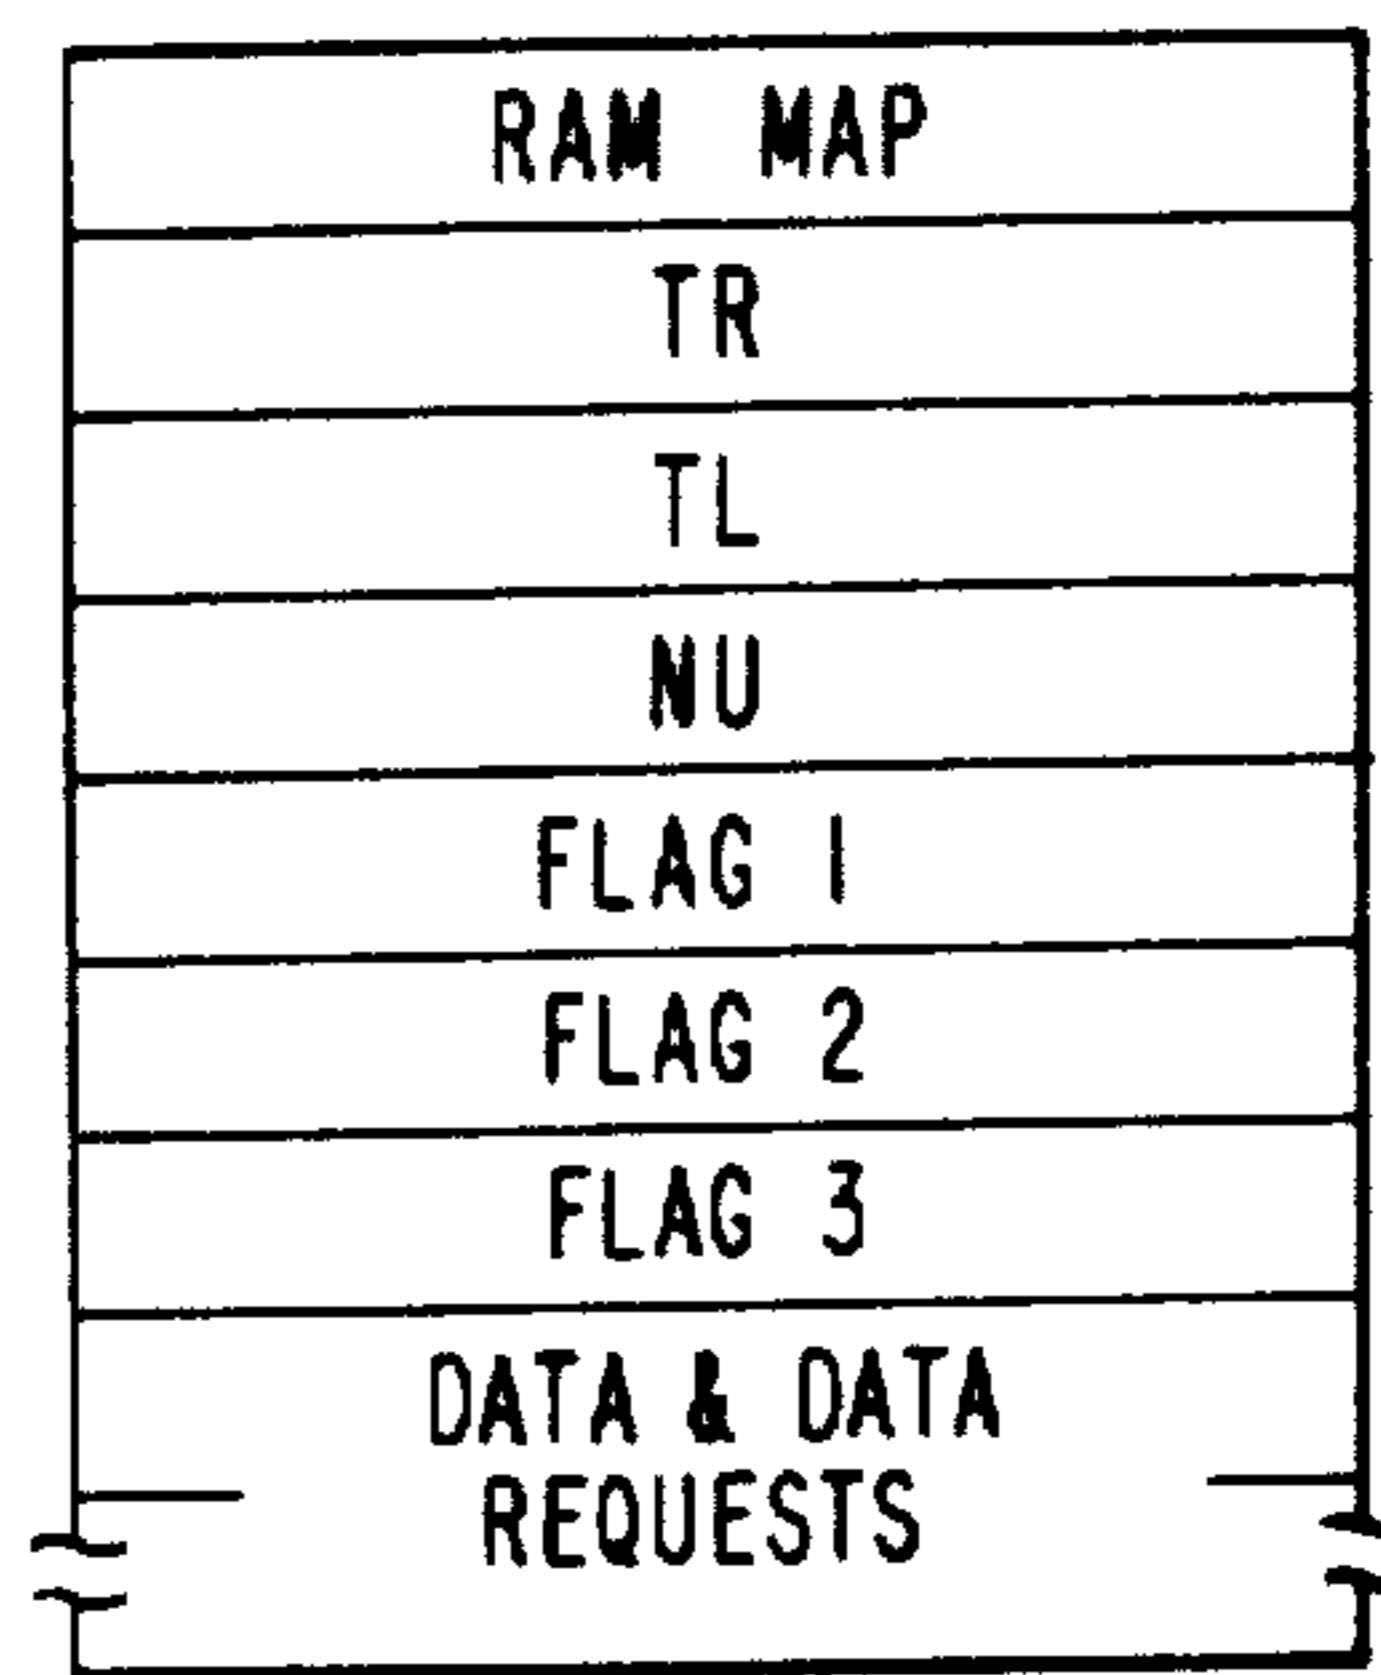 RAM MAP
TR
TL
NU
FLAG 1
FLAG 2
FLAG 3
DATA & DATA
REQUESTS